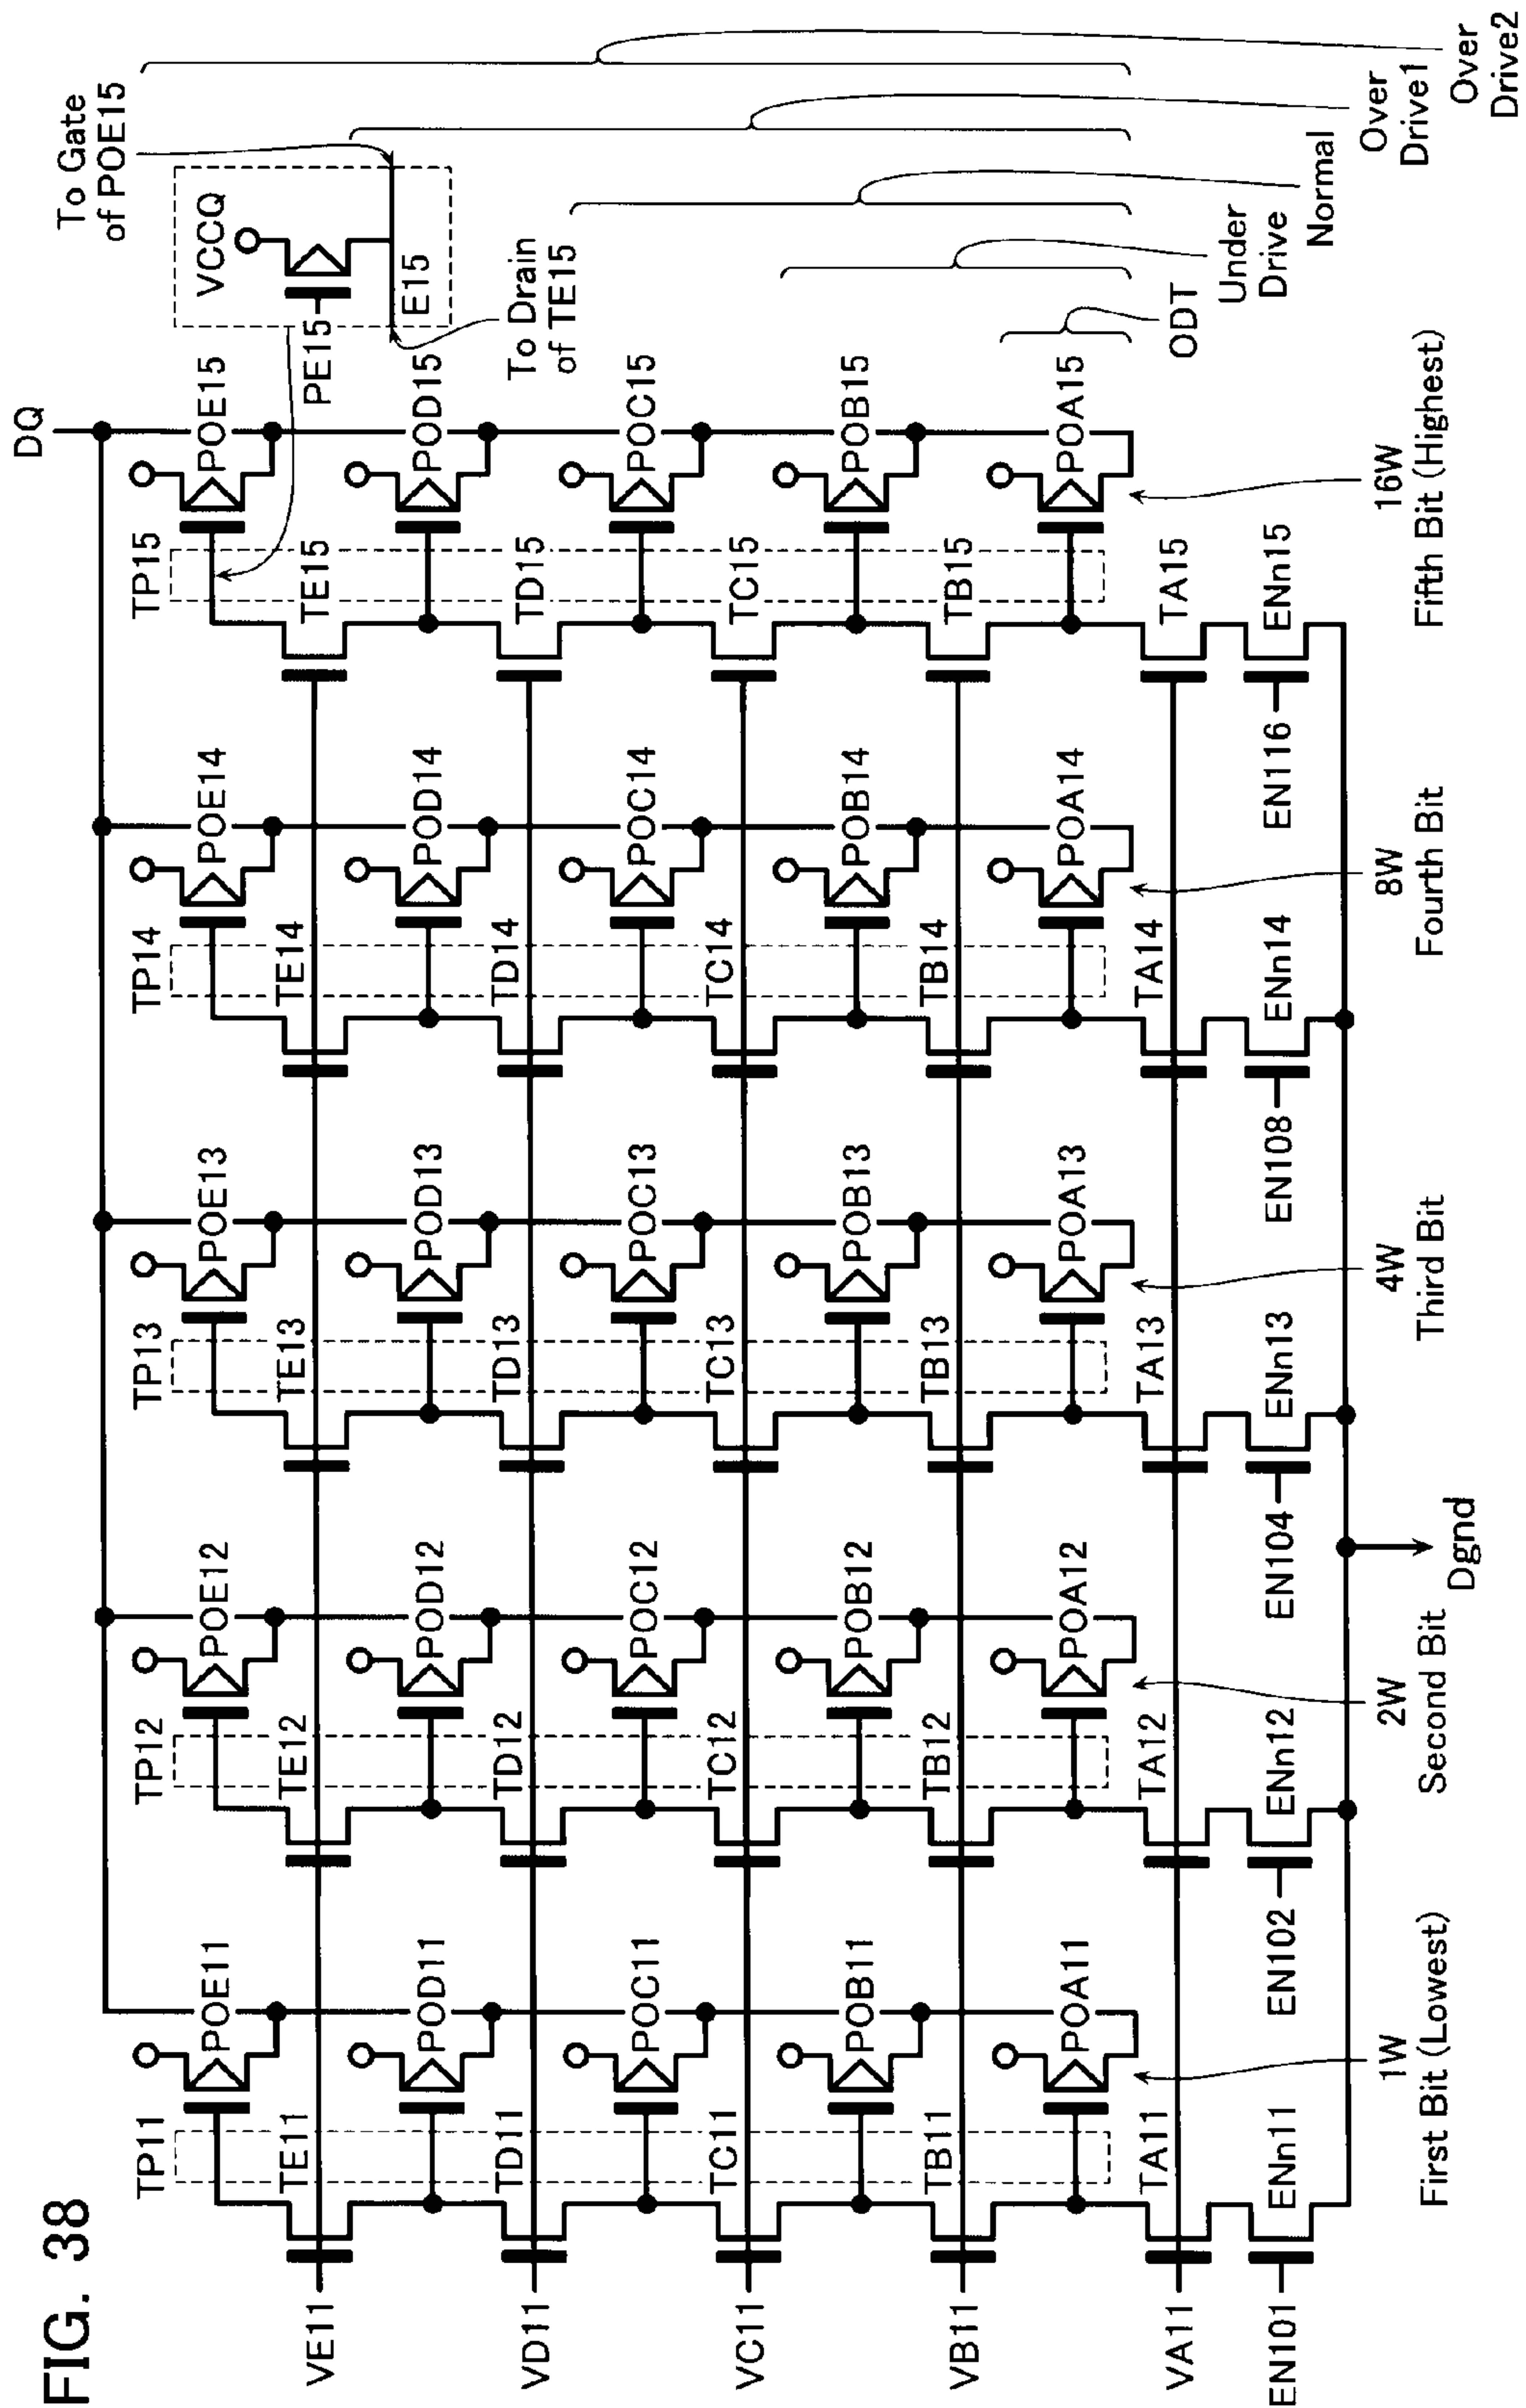 FIG. 38
DQ
To Gate
of POE15
VCCQ
PE15
E15
To Drain
of TE15
TP11
POE11
TP12
POE12
TP13
POE13
TP14
POE14
TP15
POE15
VE11
TE11
TE12
TE13
TE14
TE15
POD11
POD12
POD13
POD14
POD15
VD11
TD11
TD12
TD13
TD14
TD15
POC11
POC12
POC13
POC14
POC15
VC11
TC11
TC12
TC13
TC14
TC15
POB11
POB12
POB13
POB14
POB15
VB11
TB11
TB12
TB13
TB14
TB15
POA11
POA12
POA13
POA14
POA15
VA11
TA11
TA12
TA13
TA14
TA15
EN101
ENn11
EN102
ENn12
EN104
ENn13
EN108
ENn14
EN116
ENn15
1W
First Bit (Lowest)
2W
Second Bit
Dgnd
4W
Third Bit
8W
Fourth Bit
16W
Fifth Bit (Highest)
ODT
Under
Drive
Normal
Over
Drive1
Over
Drive2